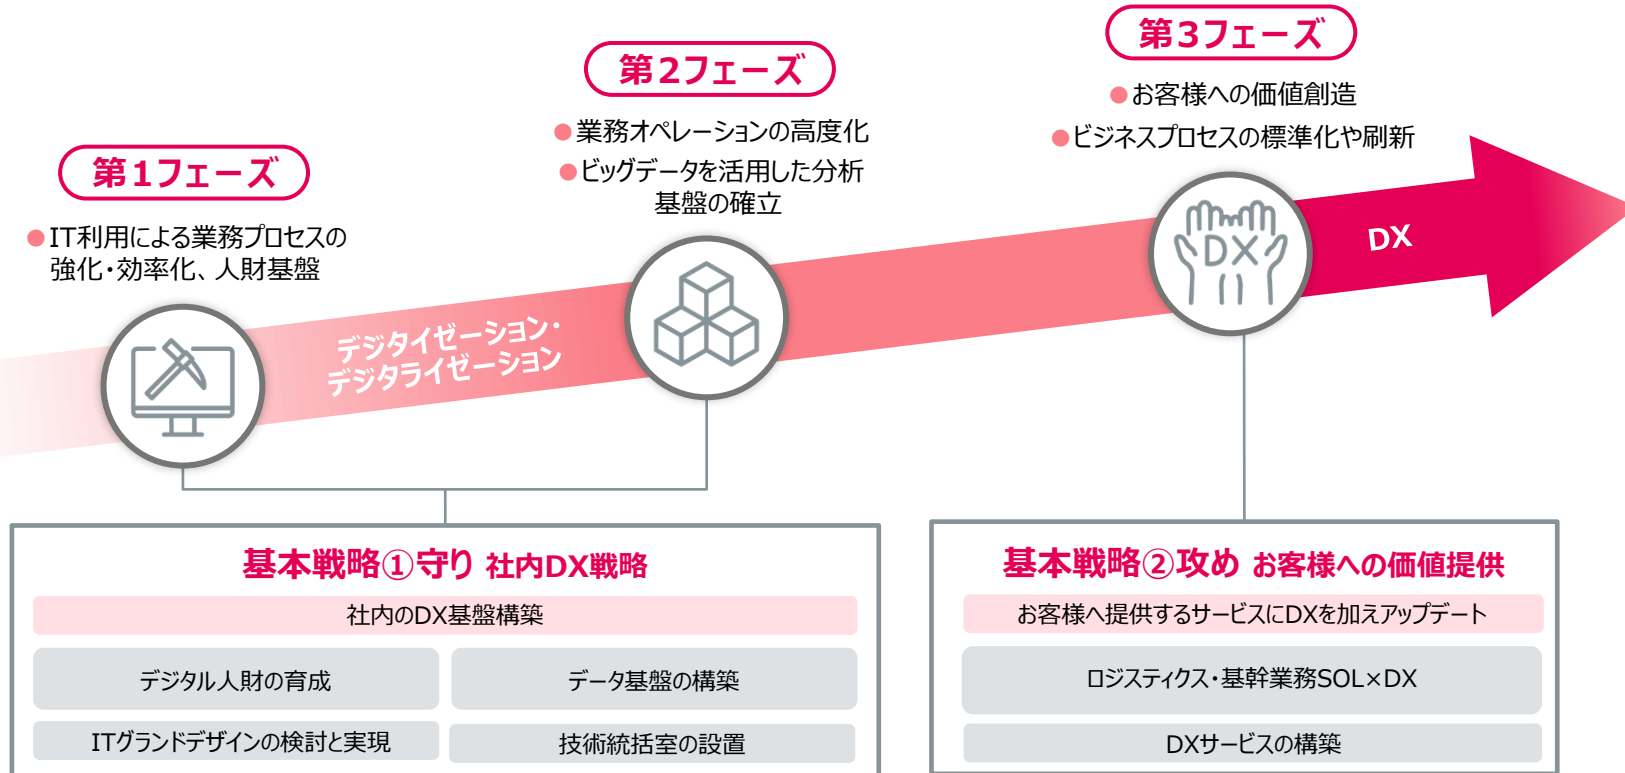 第1フェーズ
●IT利用による業務プロセスの
強化・効率化、人財基盤
第2フェーズ
●業務オペレーションの高度化
●ビッグデータを活用した分析
基盤の確立
第3フェーズ
●お客様への価値創造
●ビジネスプロセスの標準化や刷新
デジタイゼーション・
デジタライゼーション
DX
DX
基本戦略①守り 社内DX戦略
社内のDX基盤構築
デジタル人財の育成
データ基盤の構築
ITグランドデザインの検討と実現
技術統括室の設置
基本戦略②攻め お客様への価値提供
お客様へ提供するサービスにDXを加えアップデート
ロジスティクス・基幹業務SOL×DX
DXサービスの構築